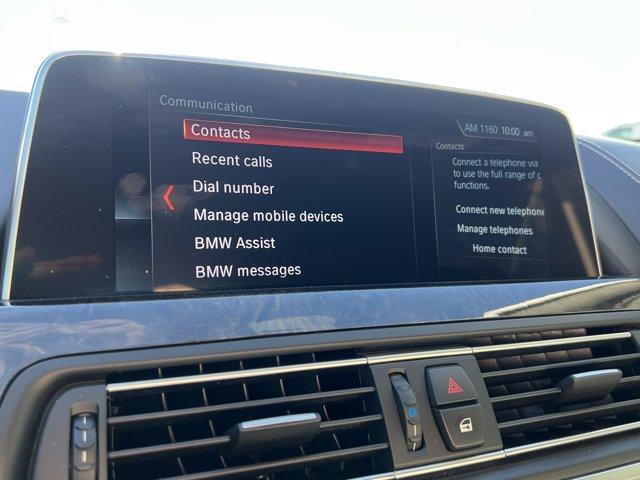 Communication
AM 1160 10:00 am
Contacts
Recent calls
Dial number
Manage mobile devices
BMW Assist
BMW messages
Contacts
Connect a telephone via
to use the full range of
functions.
Connect new telephone
Manage telephones
Home contact